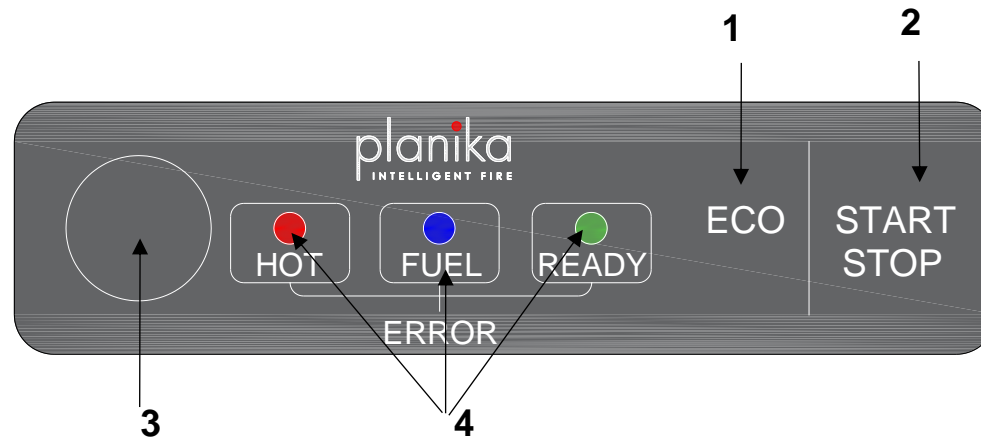 1
2
planika
INTELLIGENT FIRE
ECO
START
STOP
HOT
FUEL
READY
ERROR
3
4